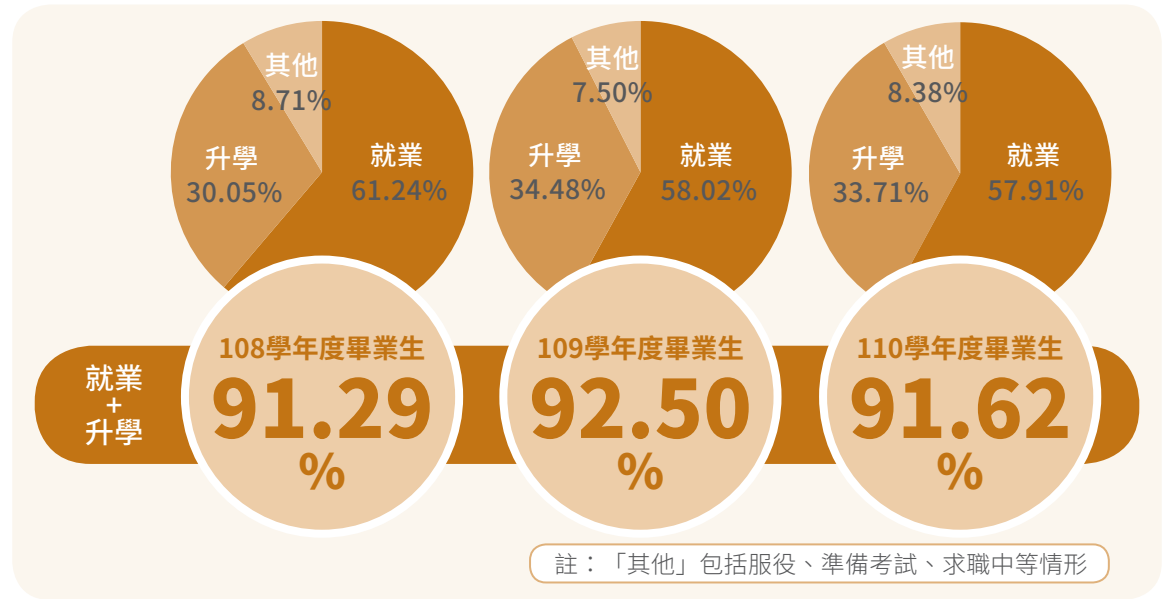 其他
8.71%
升學
30.05%
就業
61.24%
其他
7.50%
升學
34.48%
就業
58.02%
其他
8.38%
升學
33.71%
就業
57.91%
就業
+
升學
108學年度畢業生
91.29
%
109學年度畢業生
92.50
%
110學年度畢業生
91.62
%
註：「其他」包括服役、準備考試、求職中等情形